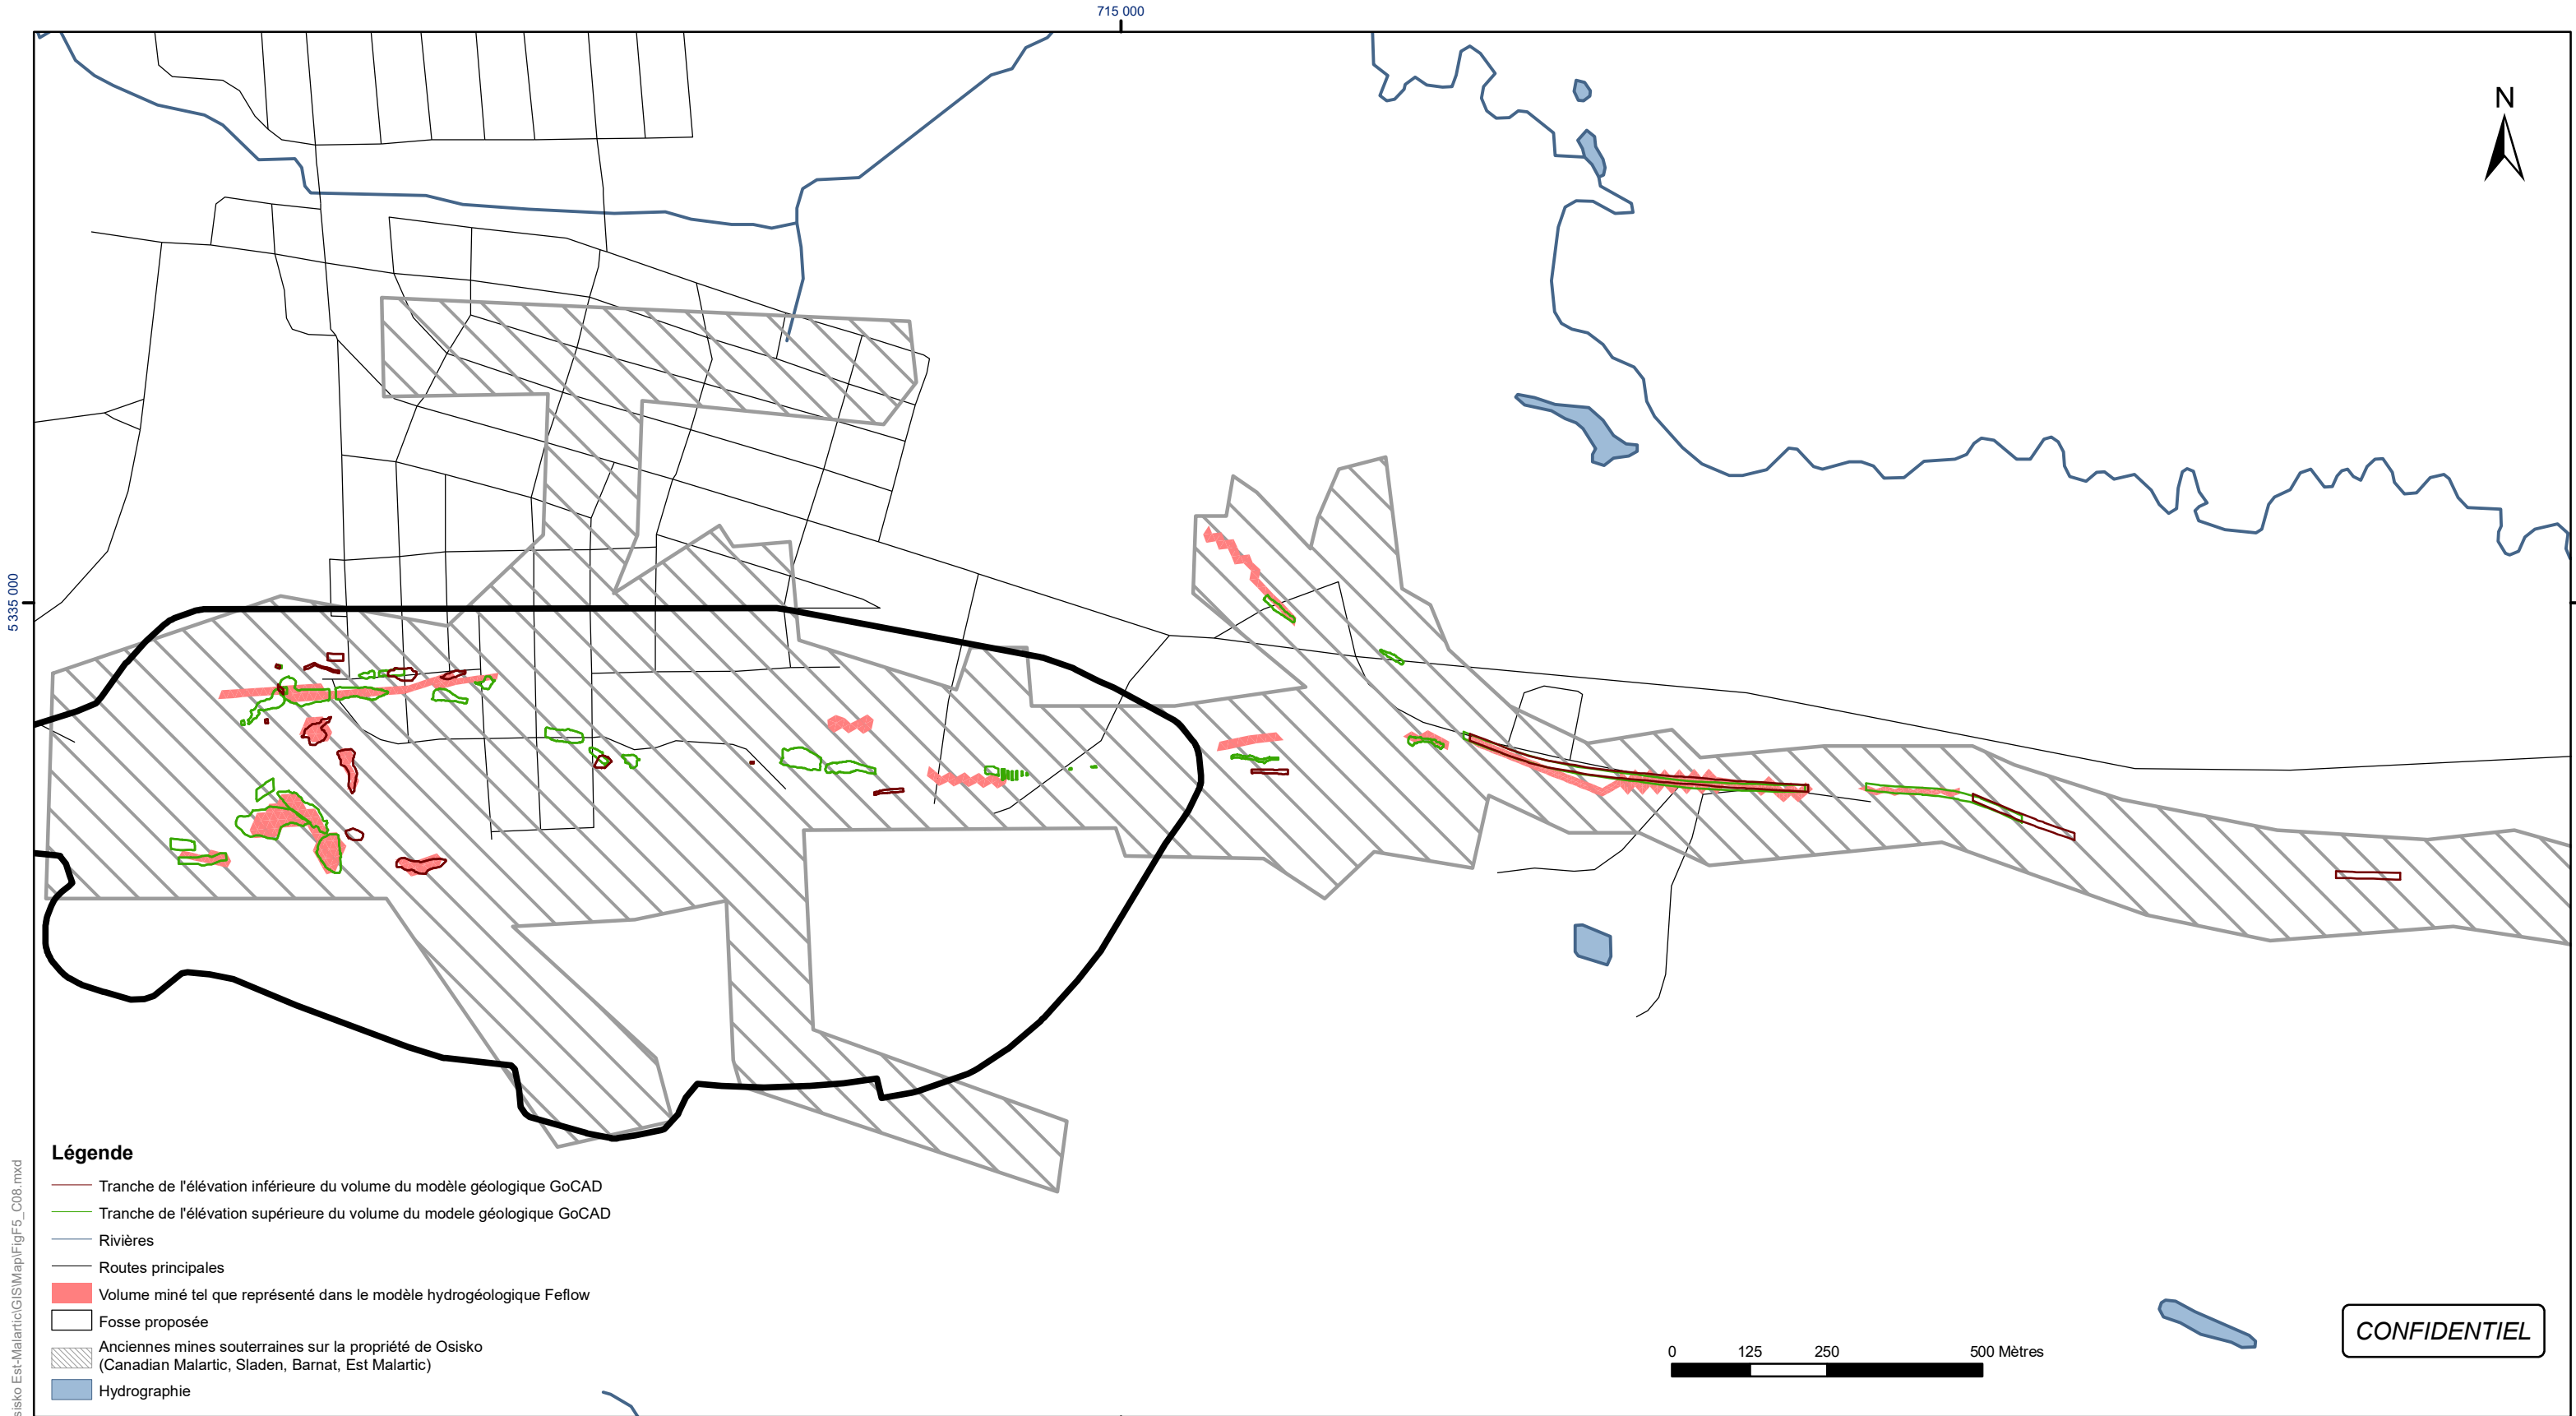 715 000
N
5 335 000
Légende
Tranche de l'élévation inférieure du volume du modèle géologique GoCAD
Tranche de l'élévation supérieure du volume du modele géologique GoCAD
Rivières
Routes principales
Volume miné tel que représenté dans le modèle hydrogéologique Feflow
Fosse proposée
Anciennes mines souterraines sur la propriété de Osisko
(Canadian Malartic, Sladen, Barnat, Est Malartic)
Hydrographie
0 125 250 500 Mètres
CONFIDENTIEL
sisko Est-Malartic\GIS\Map\FigF5_C08.mxd